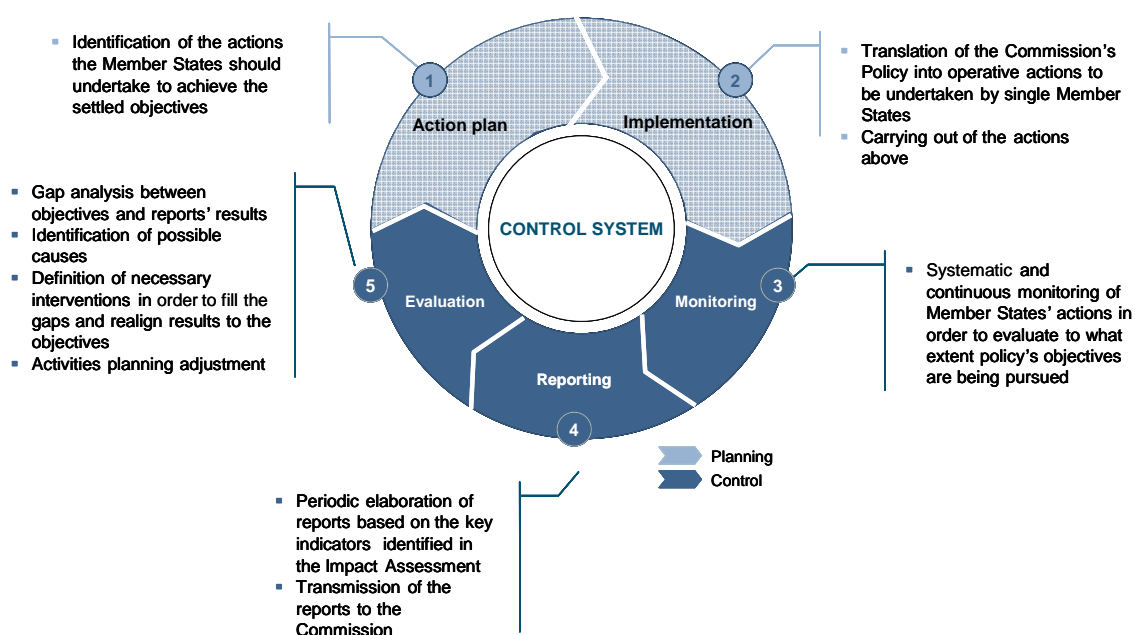 Identification of the actions
the Member States should
undertake to achieve the
settled objectives
1
Action plan
2
Implementation
Translation of the Commission's
Policy into operative actions to
be undertaken by single Member
States
Carrying out of the actions
above
CONTROL SYSTEM
3
Monitoring
Systematic and
continuous monitoring of
Member States' actions in
order to evaluate to what
extent policy's objectives
are being pursued
4
Reporting
Periodic elaboration of
reports based on the key
indicators identified in
the Impact Assessment
Transmission of the
reports to the
Commission
5
Evaluation
Gap analysis between
objectives and reports' results
Identification of possible
causes
Definition of necessary
interventions in order to fill the
gaps and realign results to the
objectives
Activities planning adjustment
Planning
Control